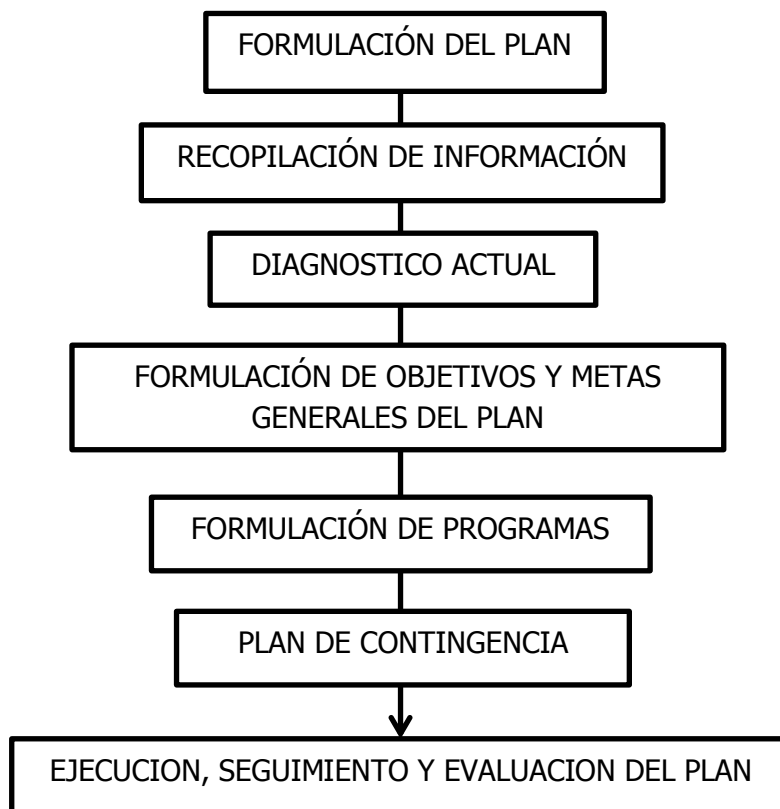 FORMULACIÓN DEL PLAN
RECOPILACIÓN DE INFORMACIÓN
DIAGNOSTICO ACTUAL
FORMULACIÓN DE OBJETIVOS Y METAS
GENERALES DEL PLAN
FORMULACIÓN DE PROGRAMAS
PLAN DE CONTINGENCIA
EJECUCION, SEGUIMIENTO Y EVALUACION DEL PLAN